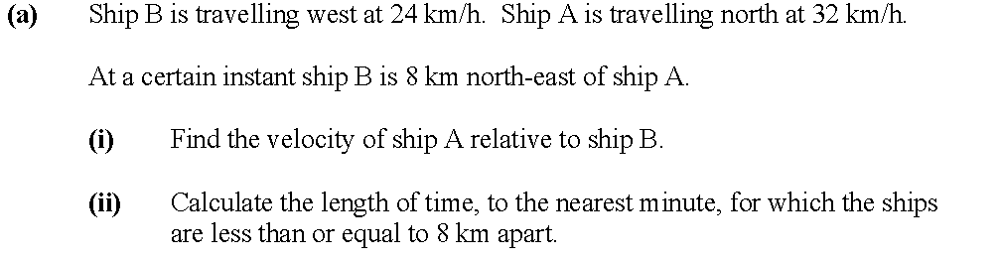 (a) Ship B is travelling west at 24 km/h. Ship A is travelling north at 32 km/h.
At a certain instant ship B is 8 km north-east of ship A.
(i) Find the velocity of ship A relative to ship B.
(ii) Calculate the length of time, to the nearest minute, for which the ships
are less than or equal to 8 km apart.